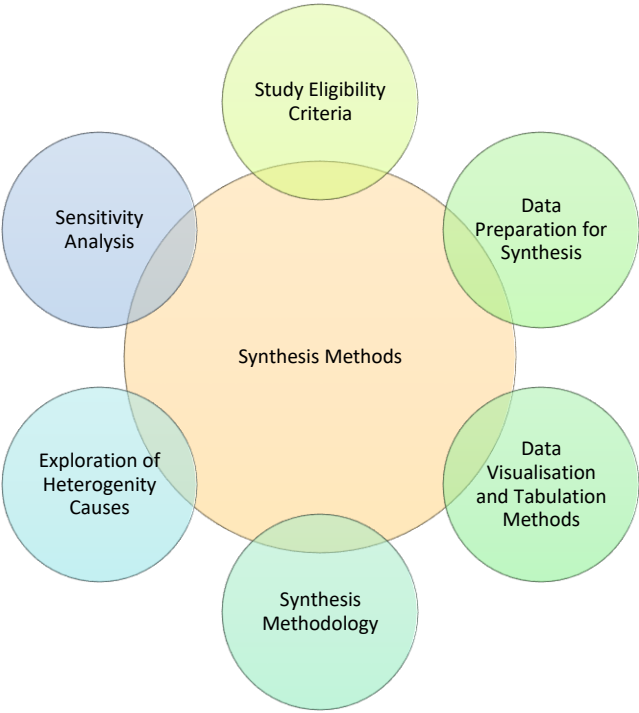 Study Eligibility
Criteria
Data
Preparation for
Synthesis
Data
Visualisation
and Tabulation
Methods
Synthesis
Methodology
Exploration of
Heterogenity
Causes
Sensitivity
Analysis
Synthesis Methods